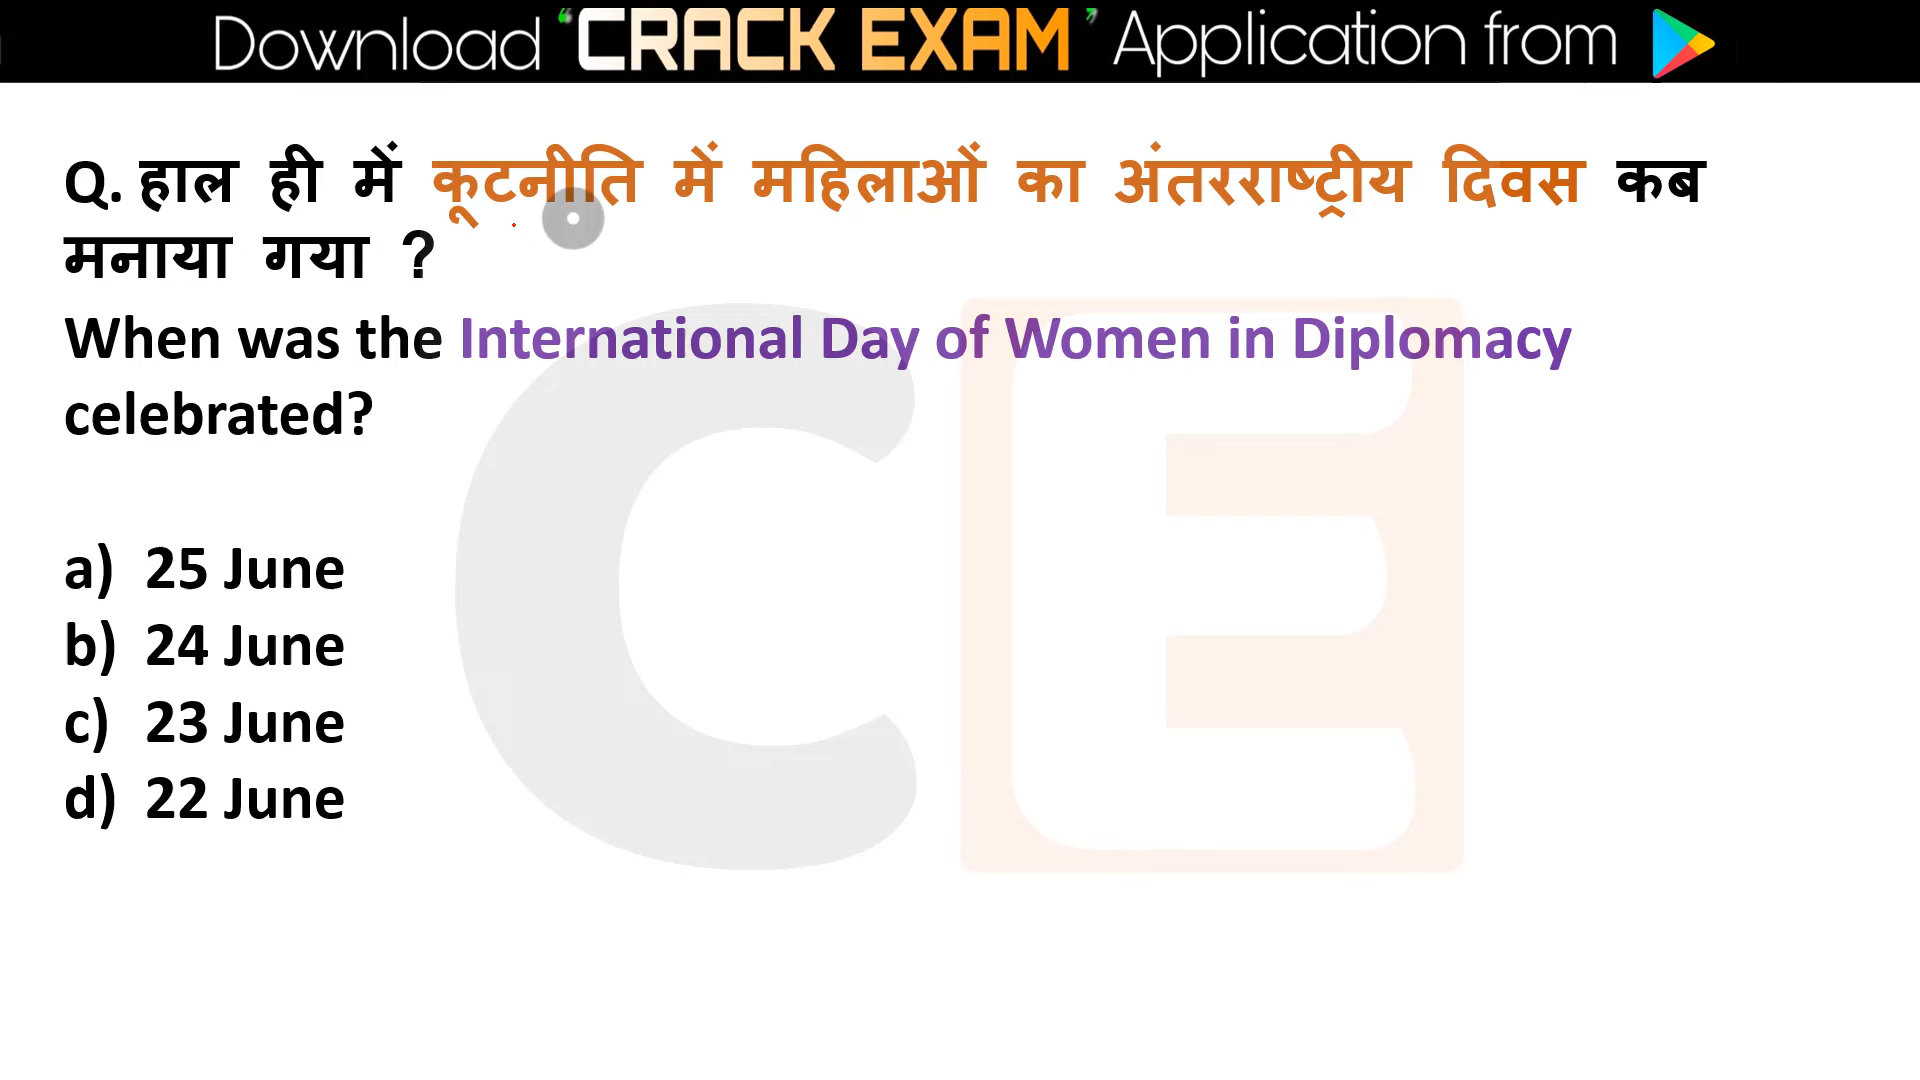 Download ‘CRACK EXAM’ Application from
Q. हाल ही में कूटनीति में महिलाओं का अंतरराष्ट्रीय दिवस कब
मनाया गया ?
When was the International Day of Women in Diplomacy
celebrated?
a) 25 June
b) 24 June
c) 23 June
d) 22 June
CE